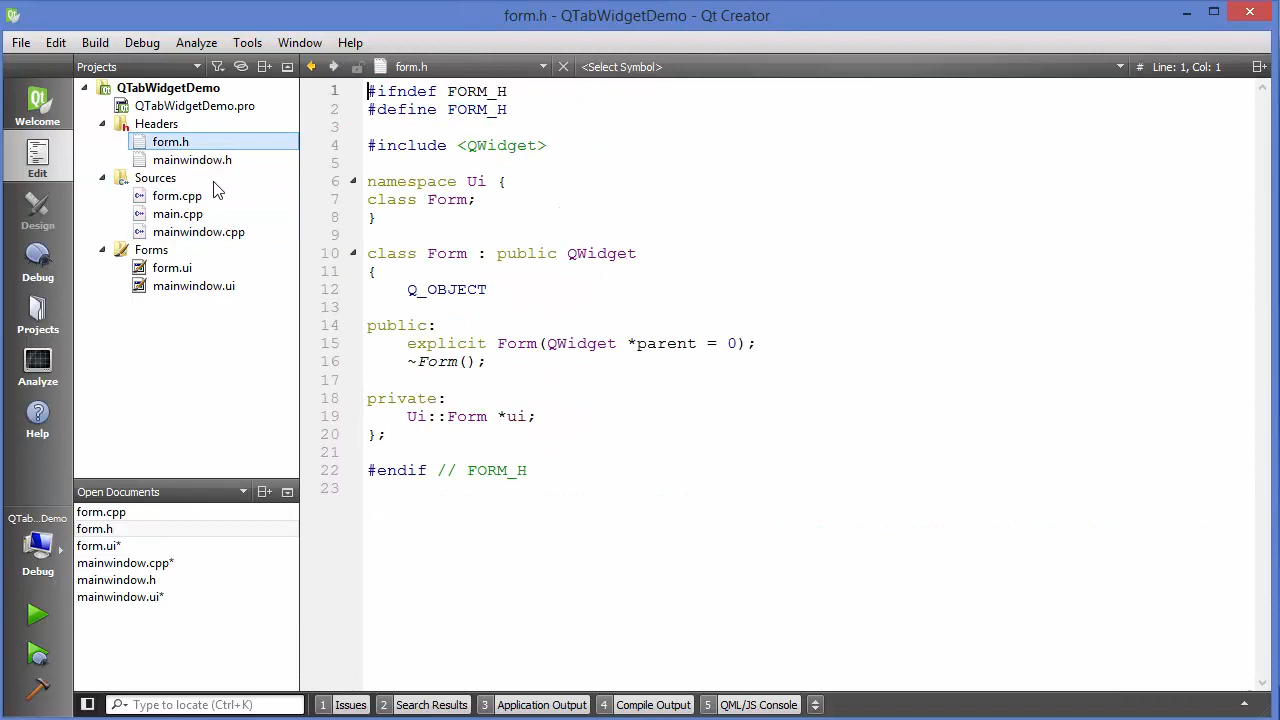 form.h - QTabWidgetDemo - Qt Creator
File Edit Build Debug Analyze Tools Window Help
Projects form.h <Select Symbol> # Line: 1, Col: 1
Welcome
Edit
Design
Debug
Projects
Analyze
Help
QTabWidgetDemo
QTabWidgetDemo.pro
Headers
form.h
mainwindow.h
Sources
form.cpp
main.cpp
mainwindow.cpp
Forms
form.ui
mainwindow.ui
1 #ifndef FORM_H
2 #define FORM_H
3
4 #include <QWidget>
5
6 namespace Ui {
7 class Form;
8 }
9
10 class Form : public QWidget
11 {
12 Q_OBJECT
13
14 public:
15 explicit Form(QWidget *parent = 0);
16 ~Form();
17
18 private:
19 Ui::Form *ui;
20 };
21
22 #endif // FORM_H
23
Open Documents
form.cpp
form.h
form.ui*
mainwindow.cpp*
mainwindow.h
mainwindow.ui*
QTab...Demo
Debug
Type to locate (Ctrl+K) 1 Issues 2 Search Results 3 Application Output 4 Compile Output 5 QML/JS Console